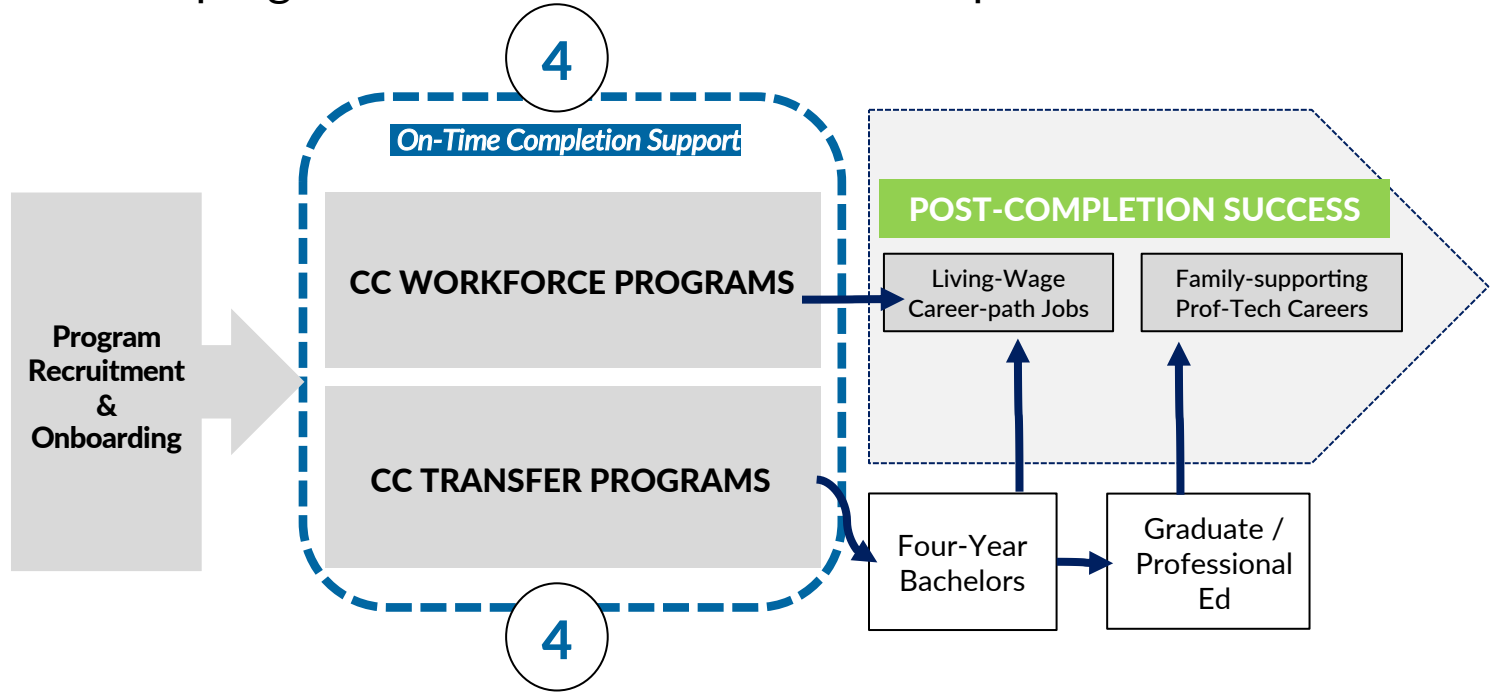 4
On-Time Completion Support
POST-COMPLETION SUCCESS
CC WORKFORCE PROGRAMS
Living-Wage
Career-path Jobs
Family-supporting
Prof-Tech Careers
Program
Recruitment
&
Onboarding
CC TRANSFER PROGRAMS
Four-Year
Bachelors
Graduate /
Professional
Ed
4